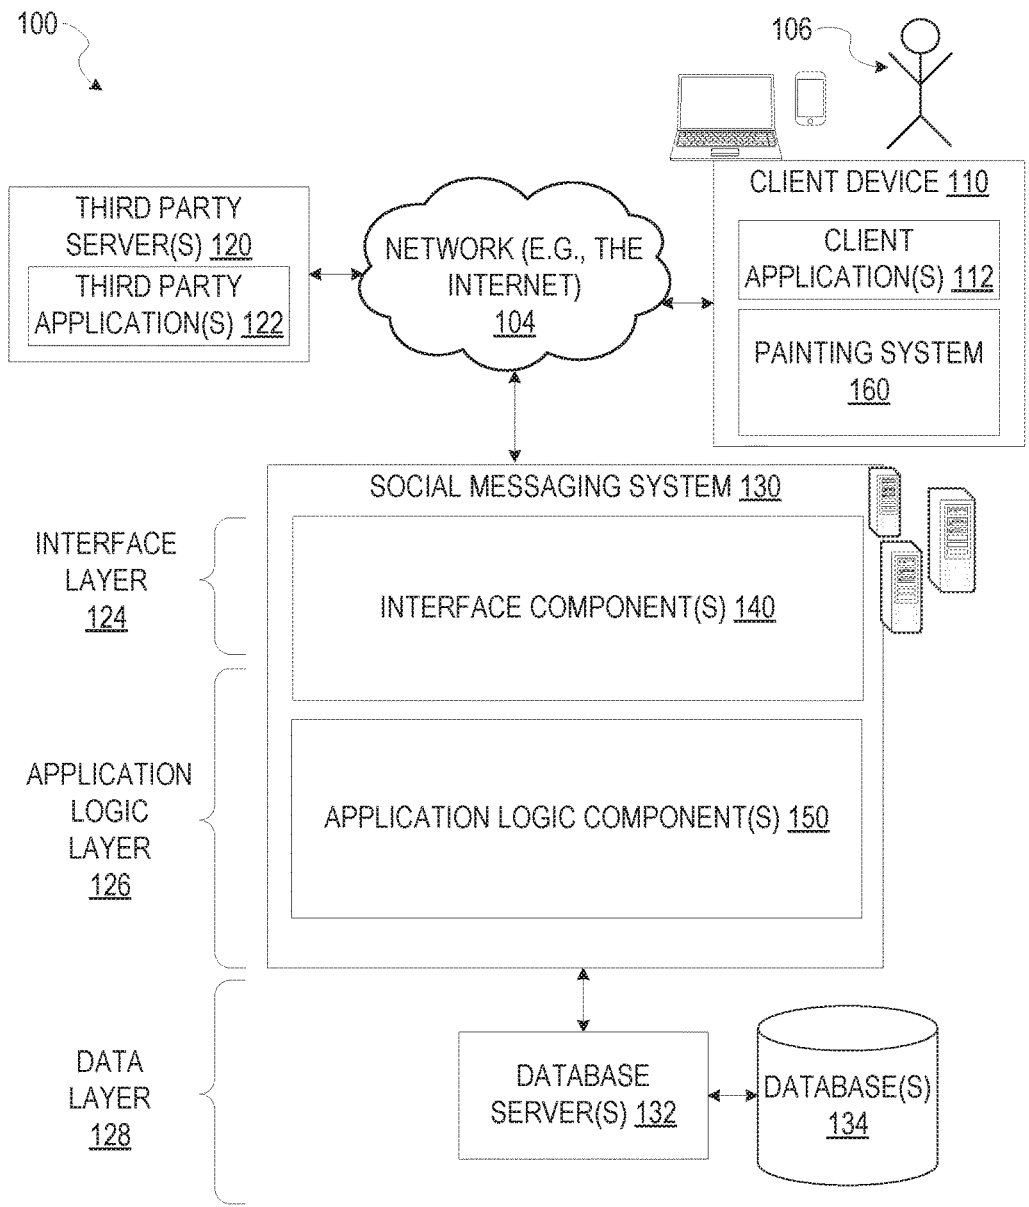 100
106
THIRD PARTY
SERVER(S) 120
THIRD PARTY
APPLICATION(S) 122
NETWORK (E.G., THE
INTERNET)
104
CLIENT DEVICE 110
CLIENT
APPLICATION(S) 112
PAINTING SYSTEM
160
SOCIAL MESSAGING SYSTEM 130
INTERFACE
LAYER
124
INTERFACE COMPONENT(S) 140
APPLICATION
LOGIC
LAYER
126
APPLICATION LOGIC COMPONENT(S) 150
DATA
LAYER
128
DATABASE
SERVER(S) 132
DATABASE(S)
134